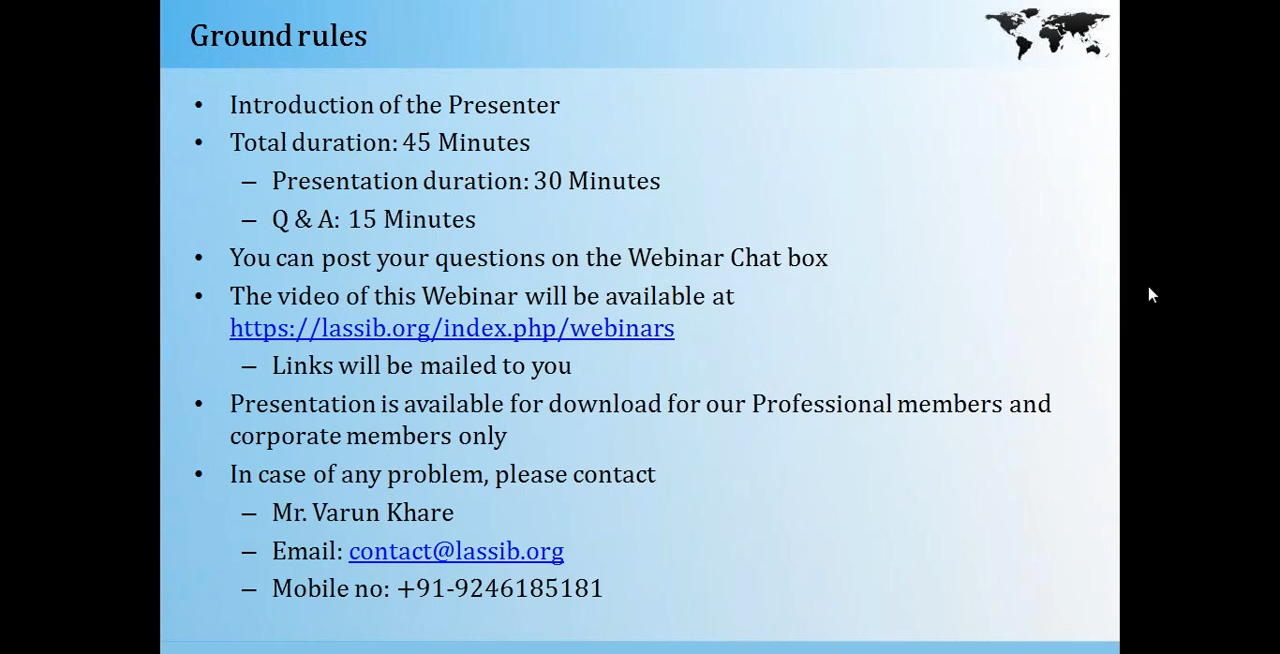 Ground rules
• Introduction of the Presenter
• Total duration: 45 Minutes
– Presentation duration: 30 Minutes
– Q & A: 15 Minutes
• You can post your questions on the Webinar Chat box
• The video of this Webinar will be available at
https://lassib.org/index.php/webinars
– Links will be mailed to you
• Presentation is available for download for our Professional members and
corporate members only
• In case of any problem, please contact
– Mr. Varun Khare
– Email: contact@lassib.org
– Mobile no: +91-9246185181